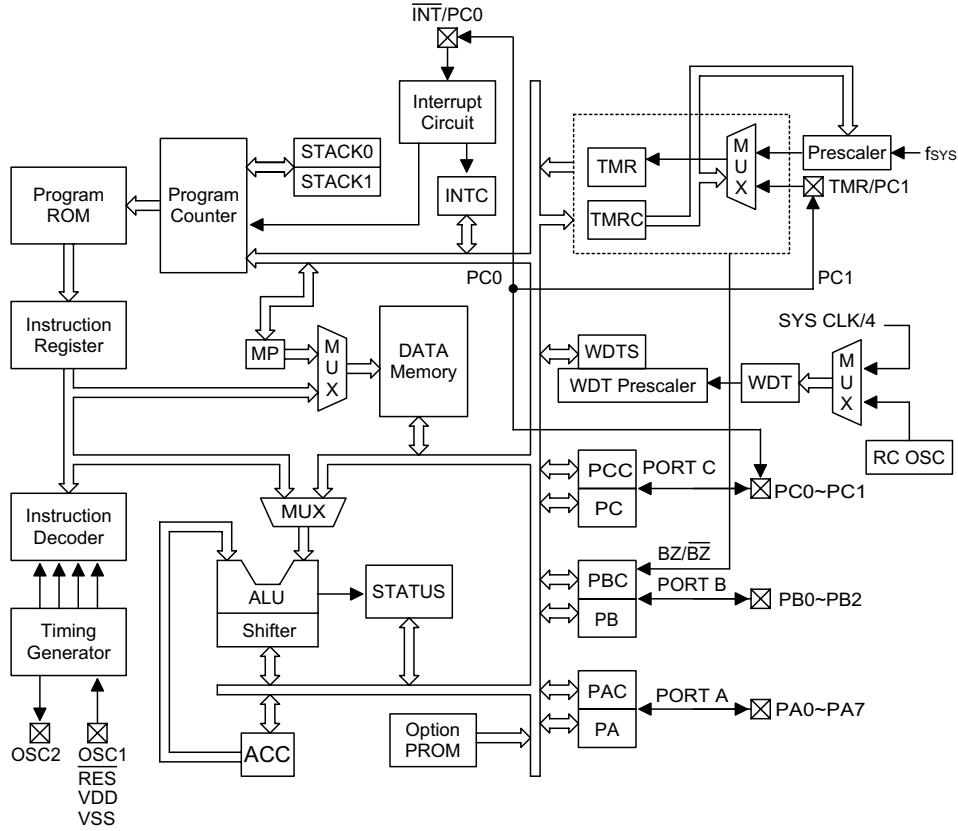 INT/PC0
Interrupt
Circuit
STACK0
STACK1
INTC
Program
ROM
Program
Counter
TMR
TMRC
MUX
Prescaler
fSYS
TMR/PC1
PC0
PC1
Instruction
Register
MP
MUX
DATA
Memory
SYS CLK/4
WDTS
WDT Prescaler
WDT
MUX
RC OSC
PCC
PC
PORT C
PC0~PC1
MUX
Instruction
Decoder
ALU
Shifter
STATUS
BZ/BZ
PBC
PB
PORT B
PB0~PB2
Timing
Generator
PAC
PA
PORT A
PA0~PA7
Option
PROM
ACC
OSC2
OSC1
RES
VDD
VSS